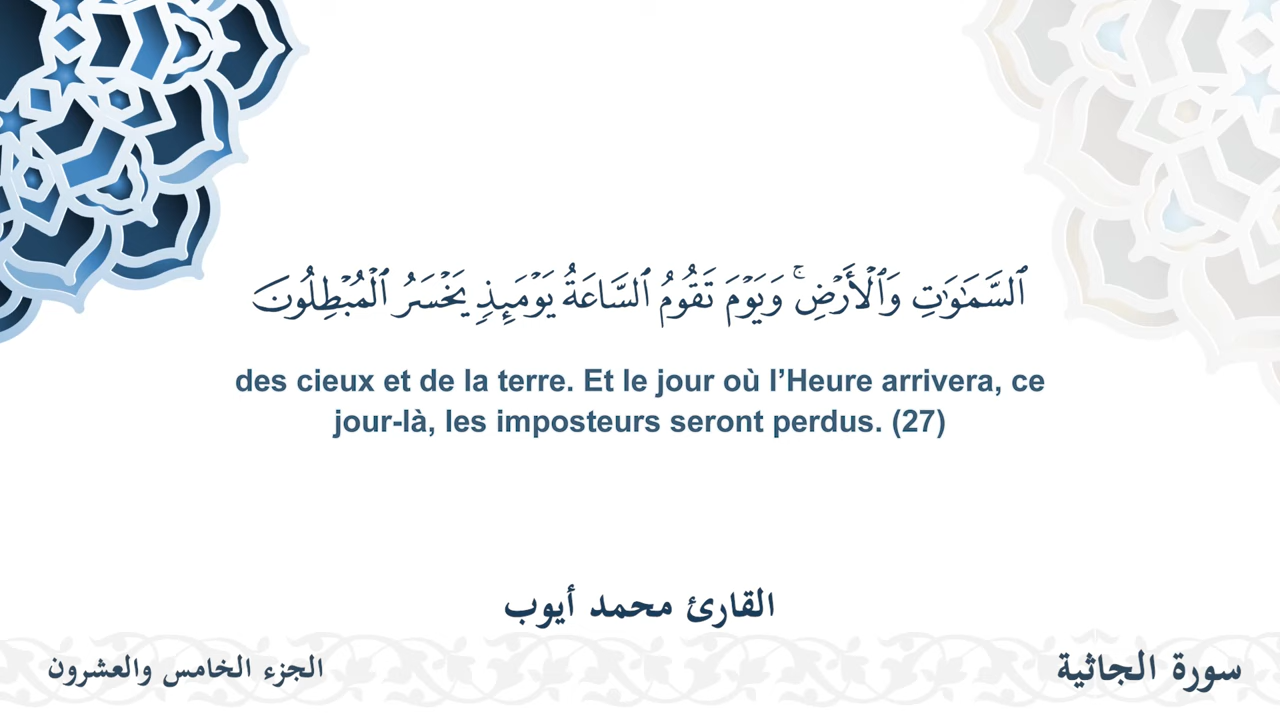 ٱلسَّمَـٰوَٰتِ وَٱلْأَرْضِ ۚ وَيَوْمَ تَقُومُ ٱلسَّاعَةُ يَوْمَئِذٍ يَخْسَرُ ٱلْمُبْطِلُونَ
des cieux et de la terre. Et le jour où l’Heure arrivera, ce
jour-là, les imposteurs seront perdus. (27)
القارئ محمد أيوب
سورة الجاثية
الجزء الخامس والعشرون